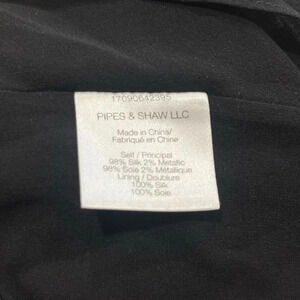 17090642395
PIPES & SHAW LLC
Made in China/
Fabriqué en Chine
Self / Principal
98% Silk 2% Metallic
98% Soie 2% Métallique
Lining / Doublure
100% Silk
100% Soie